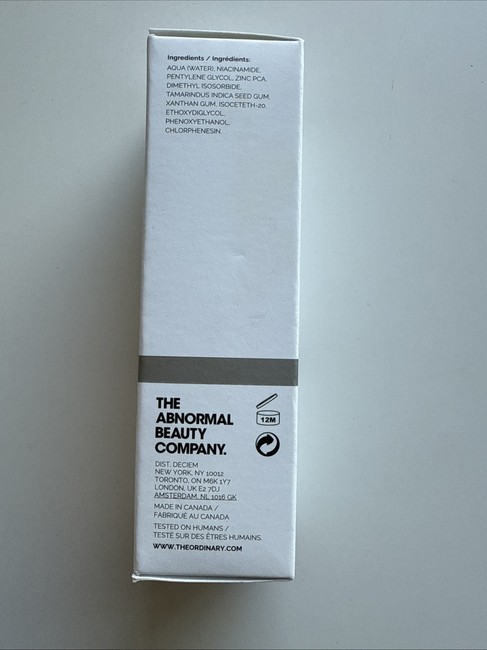 Ingredients / Ingrédients:
AQUA (WATER), NIACINAMIDE,
PENTYLENE GLYCOL, ZINC PCA,
DIMETHYL ISOSORBIDE,
TAMARINDUS INDICA SEED GUM,
XANTHAN GUM, ISOCETETH-20,
ETHOXYDIGLYCOL,
PHENOXYETHANOL,
CHLORPHENESIN.
THE
ABNORMAL
BEAUTY
COMPANY.
12M
DIST. DECIEM
NEW YORK, NY 10012
TORONTO, ON M6K 1Y7
LONDON, UK E2 7DJ
AMSTERDAM, NL 1016 GK
MADE IN CANADA /
FABRIQUÉ AU CANADA
TESTED ON HUMANS /
TESTÉ SUR DES ÊTRES HUMAINS.
WWW.THEORDINARY.COM